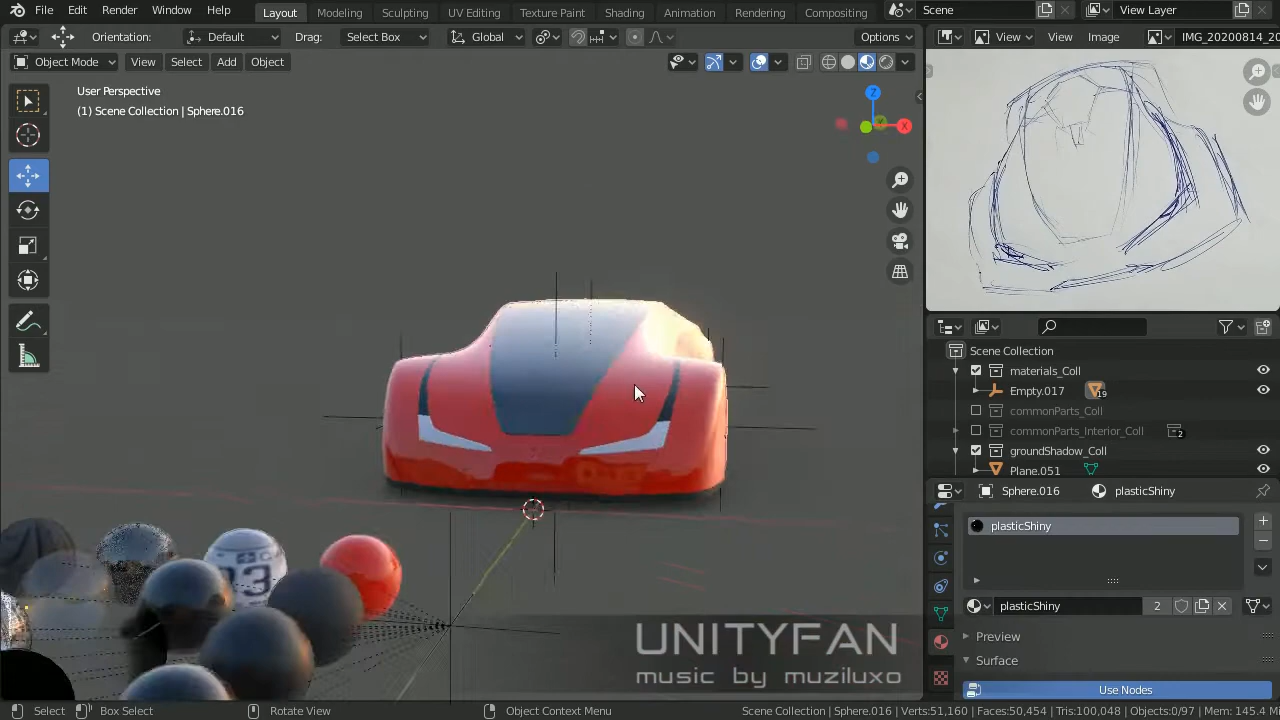 File Edit Render Window Help Layout Modeling Sculpting UV Editing Texture Paint Shading Animation Rendering Compositing Scene View Layer
Orientation: Default Drag: Select Box Global Options View View Image IMG_20200814_20
Object Mode View Select Add Object
User Perspective
(1) Scene Collection | Sphere.016
Z
X
Scene Collection
materials_Coll
Empty.017 19
commonParts_Coll
commonParts_Interior_Coll 2
groundShadow_Coll
Plane.051
Sphere.016 plasticShiny
plasticShiny
plasticShiny 2
Preview
Surface
Use Nodes
UNITYFAN
music by muziluxo
Select Box Select Rotate View Object Context Menu Scene Collection | Sphere.016 | Verts:51,160 | Faces:50,454 | Tris:100,048 | Objects:0/97 | Mem: 145.4 M